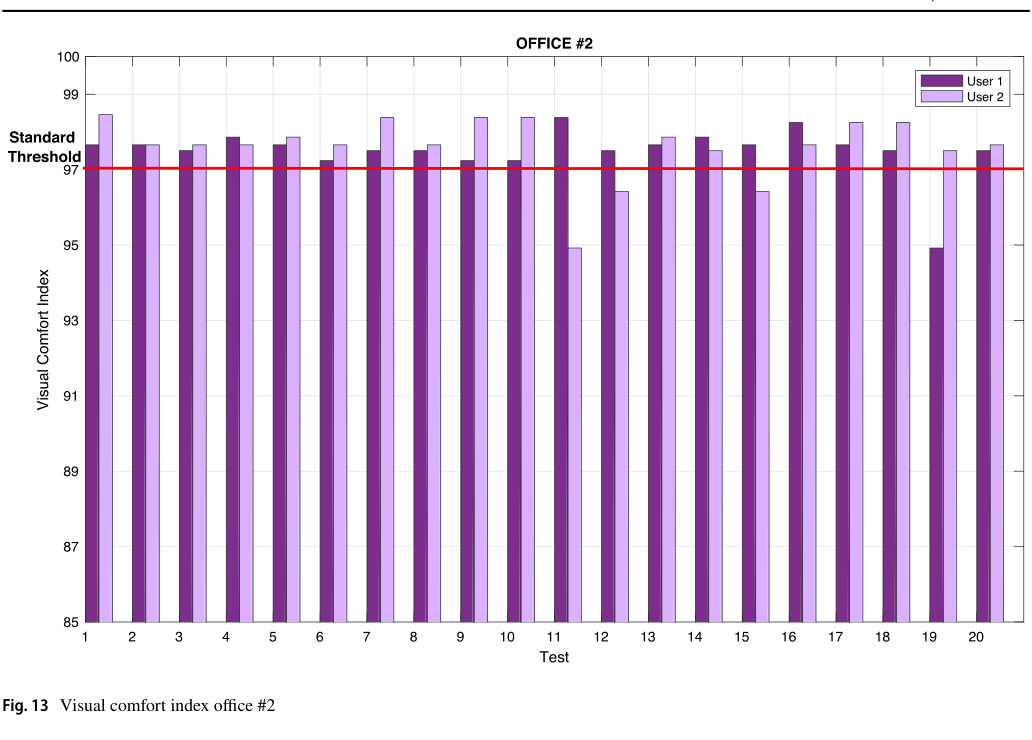 OFFICE #2
100
99
User 1
User 2
Standard
Threshold
97
95
93
91
89
87
85
Visual Comfort Index
1 2 3 4 5 6 7 8 9 10 11 12 13 14 15 16 17 18 19 20
Test
Fig. 13 Visual comfort index office #2